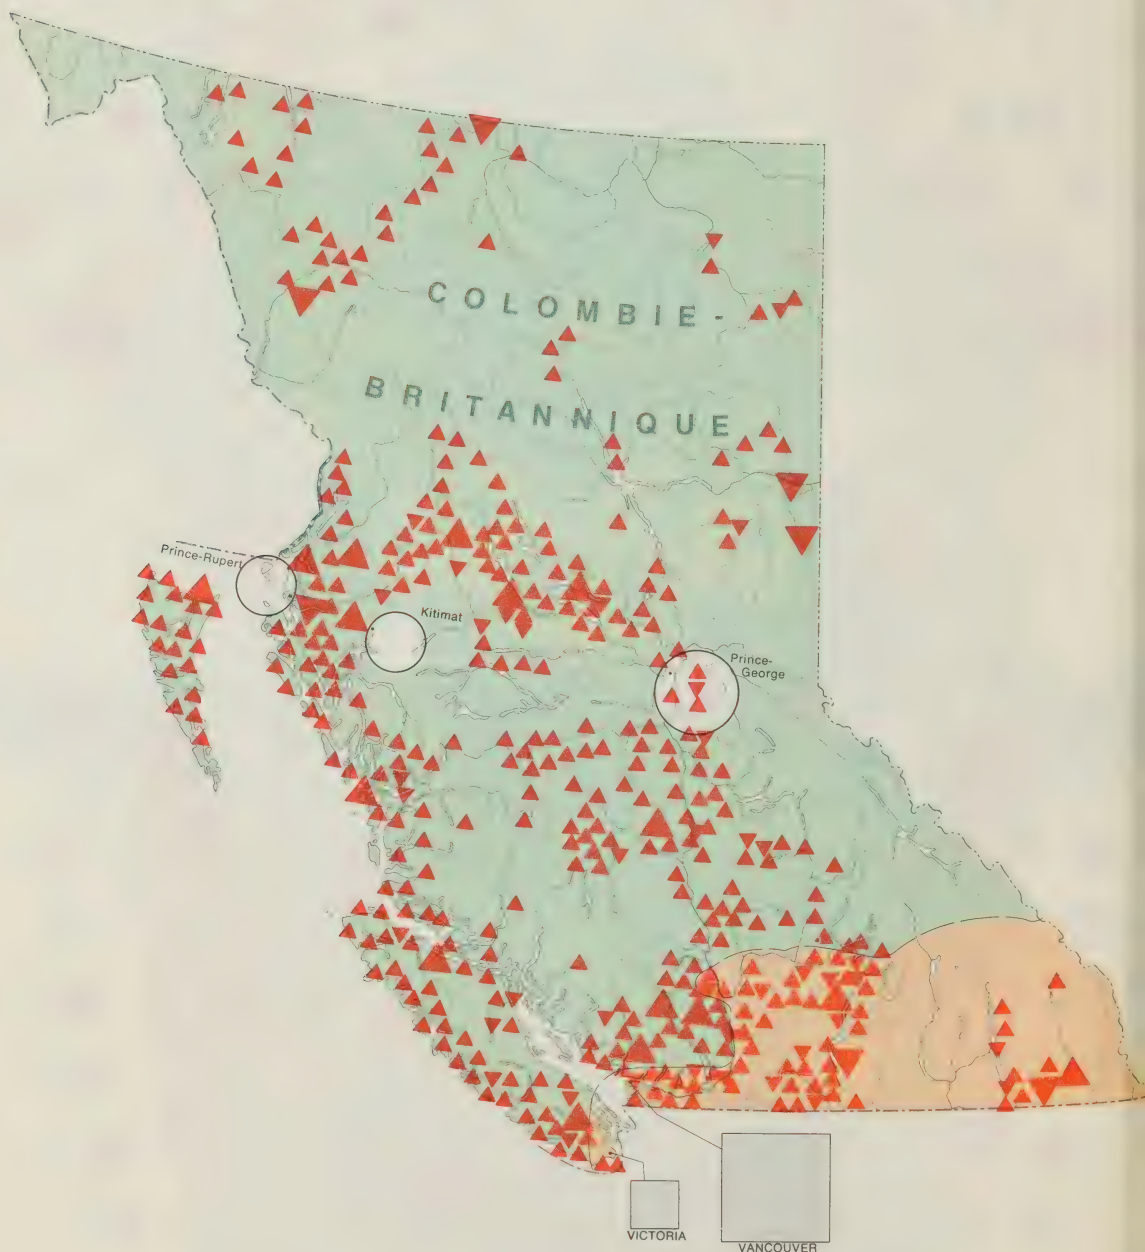 COLOMBIE-
BRITANNIQUE
Prince-Rupert
Kitimat
Prince-
George
VICTORIA
VANCOUVER